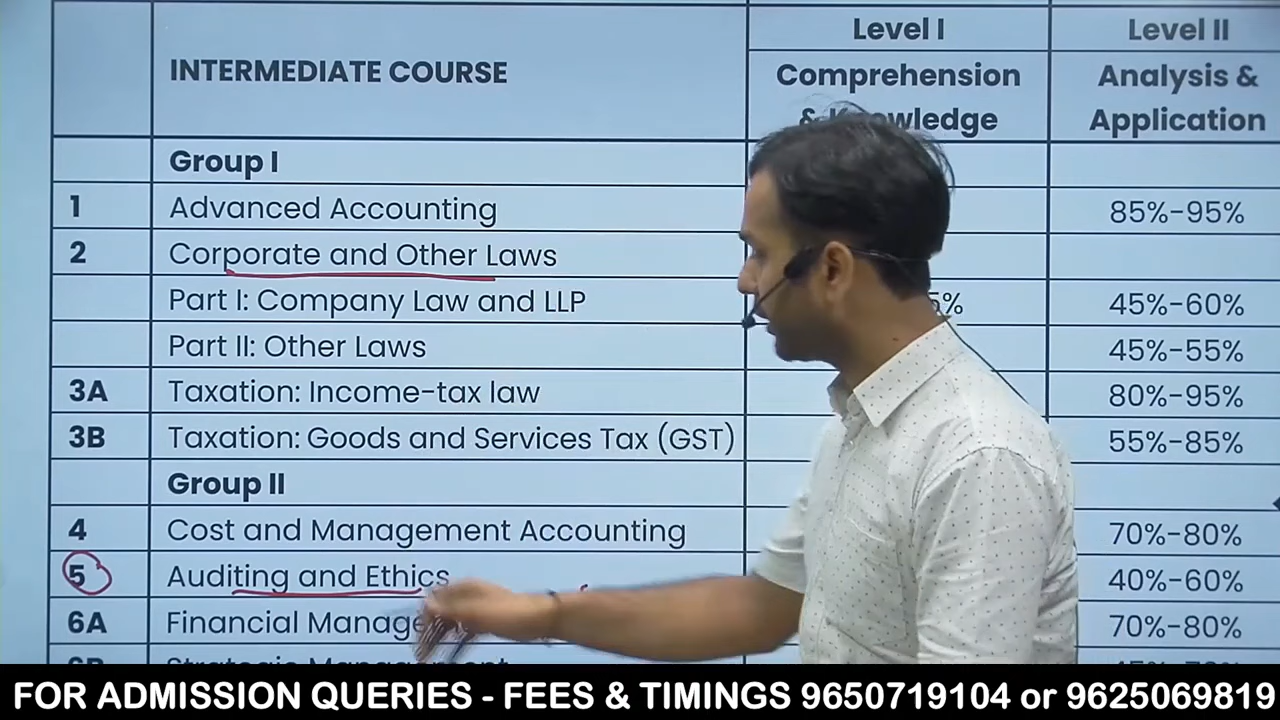 Level I
Level II
INTERMEDIATE COURSE
Comprehension
Analysis &
& Knowledge
Application
Group I
1 Advanced Accounting 85%-95%
2 Corporate and Other Laws
Part I: Company Law and LLP 5% 45%-60%
Part II: Other Laws 45%-55%
3A Taxation: Income-tax law 80%-95%
3B Taxation: Goods and Services Tax (GST) 55%-85%
Group II
4 Cost and Management Accounting 70%-80%
5 Auditing and Ethics 40%-60%
6A Financial 70%-80%
FOR ADMISSION QUERIES - FEES & TIMINGS 9650719104 or 9625069819